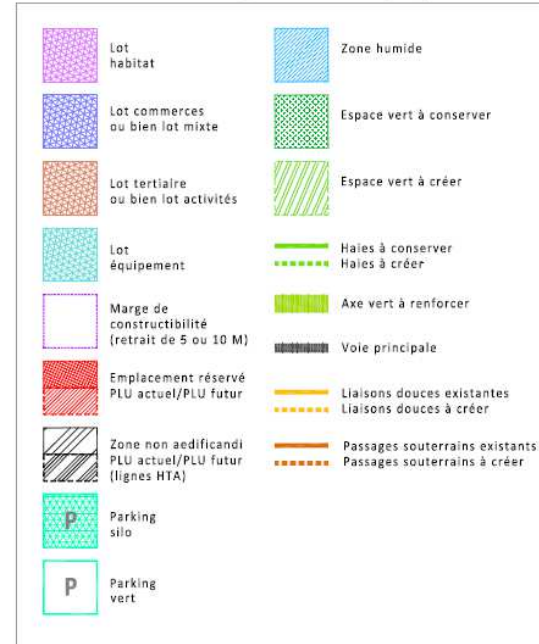 Lot
habitat
Lot commerces
ou bien lot mixte
Lot tertiaire
ou bien lot activités
Lot
équipement
Marge de
constructibilité
(retrait de 5 ou 10 M)
Emplacement réservé
PLU actuel/PLU futur
Zone non aedificandi
PLU actuel/PLU futur
(lignes HTA)
P
Parking
silo
P
Parking
vert
Zone humide
Espace vert à conserver
Espace vert à créer
Haies à conserver
Haies à créer
Axe vert à renforcer
Voie principale
Liaisons douces existantes
Liaisons douces à créer
Passages souterrains existants
Passages souterrains à créer